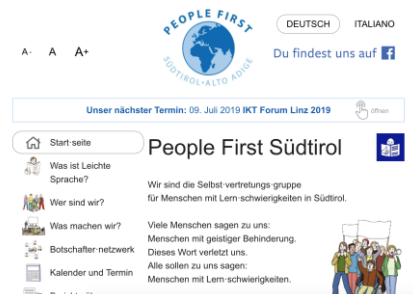 PEOPLE FIRST
SÜDTIROL·ALTO ADIGE
DEUTSCH
ITALIANO
A-
A
A+
Du findest uns auf
Unser nächster Termin: 09. Juli 2019 IKT Forum Linz 2019
öffnen
Start·seite
Was ist Leichte
Sprache?
Wer sind wir?
Was machen wir?
Botschafter·netzwerk
Kalender und Termin
People First Südtirol
Wir sind die Selbst·vertretungs·gruppe
für Menschen mit Lern·schwierigkeiten in Südtirol.
Viele Menschen sagen zu uns:
Menschen mit geistiger Behinderung.
Dieses Wort verletzt uns.
Alle sollen zu uns sagen:
Menschen mit Lern·schwierigkeiten.